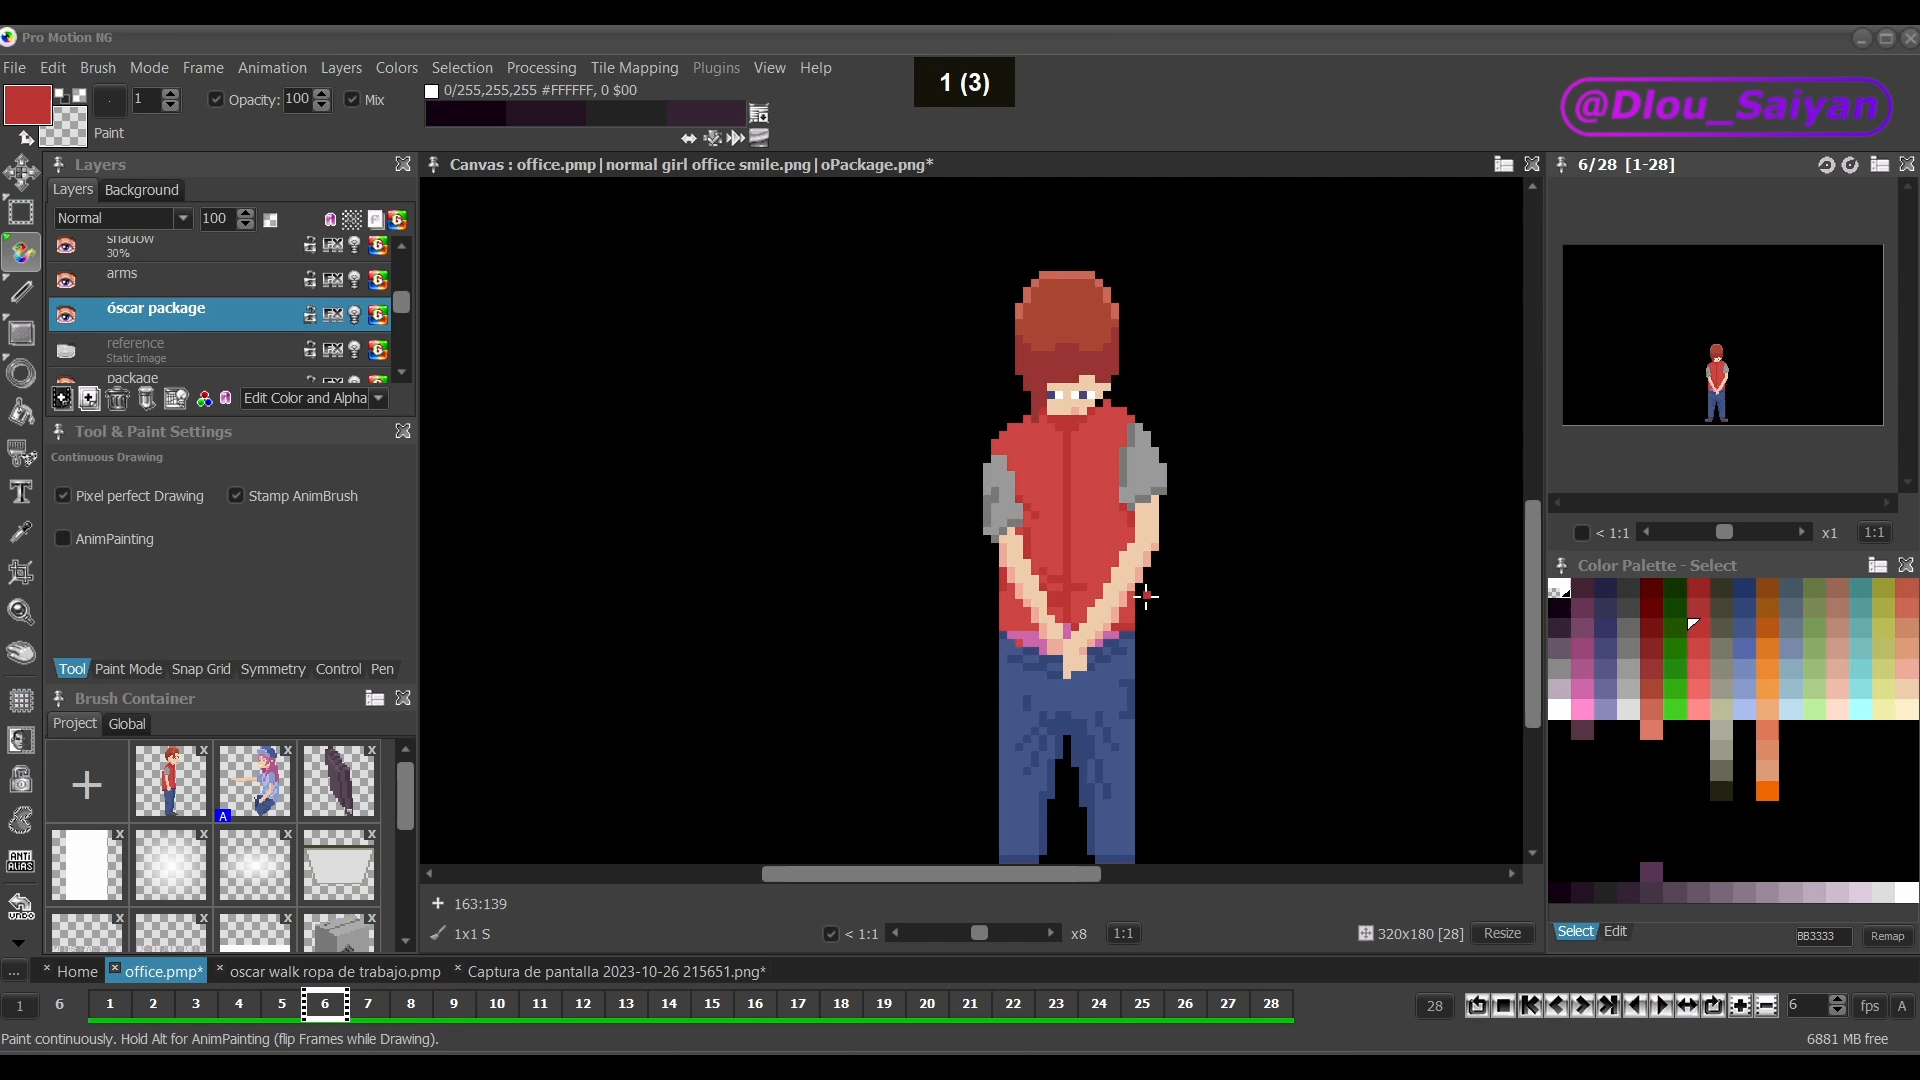 Pro Motion NG
File Edit Brush Mode Frame Animation Layers Colors Selection Processing Tile Mapping Plugins View Help
1 (3)
@Dlou_Saiyan
1 Opacity: 100 Mix
0/255,255,255 #FFFFFF, 0 $00
Paint
Layers
Canvas : office.pmp|normal girl office smile.png|oPackage.png*
6/28 [1-28]
Layers Background
Normal 100
shadow
30%
arms
óscar package
reference
Static Image
package
Edit Color and Alpha
Tool & Paint Settings
Continuous Drawing
Pixel perfect Drawing Stamp AnimBrush
AnimPainting
< 1:1 x1 1:1
Color Palette - Select
Tool Paint Mode Snap Grid Symmetry Control Pen
Brush Container
Project Global
A
ANTI
ALIAS
UNDO
163:139
1x1 S
< 1:1 x8 1:1
320x180 [28] Resize
Select Edit BB3333 Remap
... Home office.pmp* oscar walk ropa de trabajo.pmp Captura de pantalla 2023-10-26 215651.png*
1 6 1 2 3 4 5 6 7 8 9 10 11 12 13 14 15 16 17 18 19 20 21 22 23 24 25 26 27 28 28 6 fps A
Paint continuously. Hold Alt for AnimPainting (flip Frames while Drawing).
6881 MB free